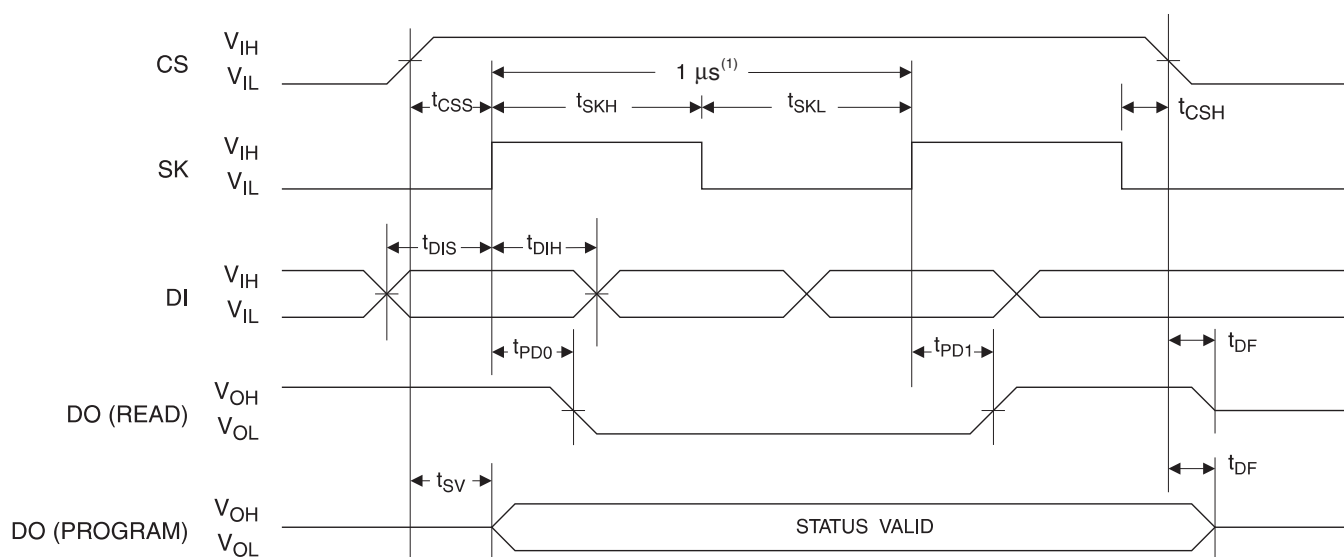 CS
VIH
VIL
1 μs(1)
tCSS
tSKH
tSKL
tCSH
SK
VIH
VIL
tDIS
tDIH
DI
VIH
VIL
tPD0
tPD1
tDF
DO (READ)
VOH
VOL
tSV
tDF
DO (PROGRAM)
VOH
VOL
STATUS VALID